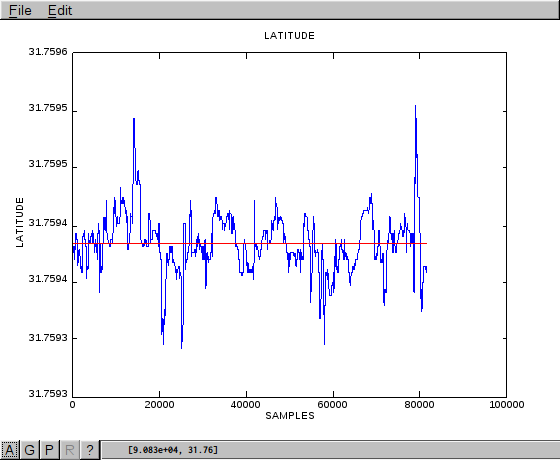 File Edit
LATITUDE
31.7596
31.7595
31.7595
31.7594
31.7594
31.7593
31.7593
LATITUDE
0 20000 40000 60000 80000 100000
SAMPLES
A G P R ? [9.083e+04, 31.76]